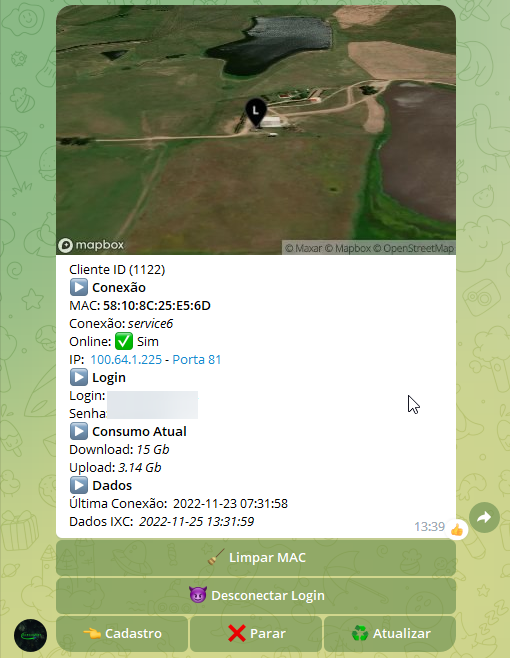 L
mapbox
© Maxar © Mapbox © OpenStreetMap
Cliente ID (1122)
▶️ Conexão
MAC: 58:10:8C:25:E5:6D
Conexão: service6
Online: ✅ Sim
IP: 100.64.1.225 - Porta 81
▶️ Login
Login:
Senha
▶️ Consumo Atual
Download: 15 Gb
Upload: 3.14 Gb
▶️ Dados
Última Conexão: 2022-11-23 07:31:58
Dados IXC: 2022-11-25 13:31:59
13:39 👍
🧹 Limpar MAC
😈 Desconectar Login
👈 Cadastro
❌ Parar
♻️ Atualizar